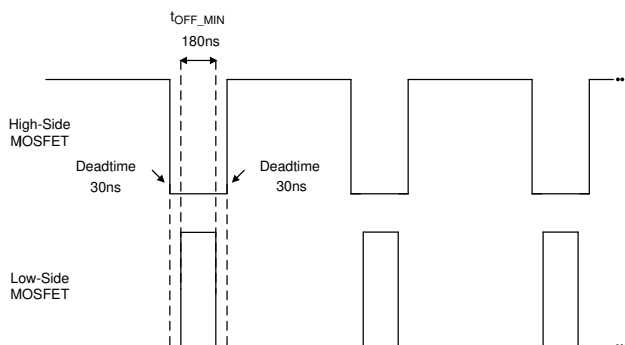 tOFF_MIN
180ns
High-Side
MOSFET
Deadtime
30ns
Deadtime
30ns
Low-Side
MOSFET